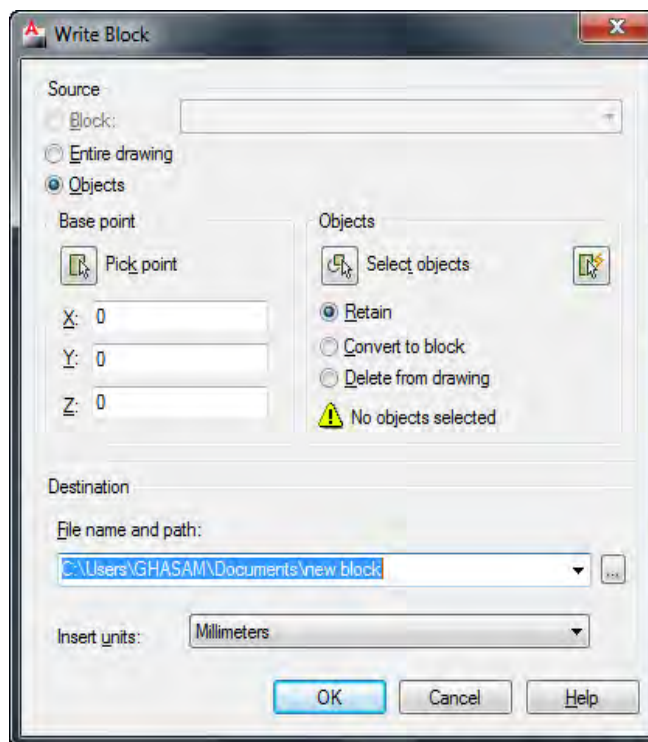 Write Block
Source
Block:
Entire drawing
Objects
Base point
Pick point
X: 0
Y: 0
Z: 0
Objects
Select objects
Retain
Convert to block
Delete from drawing
No objects selected
Destination
File name and path:
C:\Users\GHASAM\Documents\new block
...
Insert units: Millimeters
OK Cancel Help